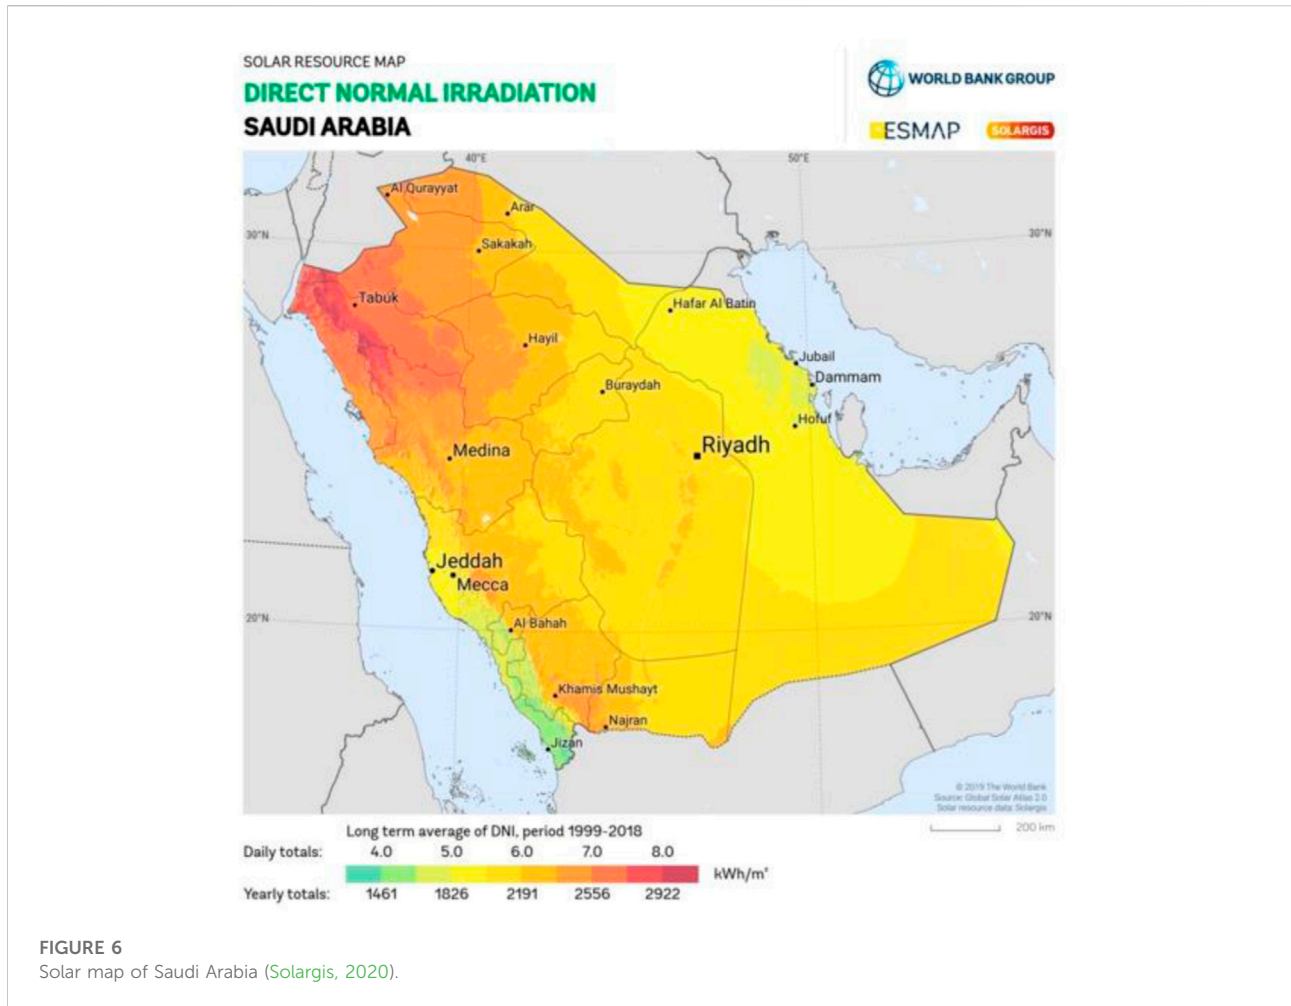 SOLAR RESOURCE MAP
DIRECT NORMAL IRRADIATION
SAUDI ARABIA
WORLD BANK GROUP
ESMAP
SOLARGIS
40°E
50°E
Al Qurayyat
Arar
30°N
30°N
Sakakah
Tabuk
Hafar Al Batin
Hayil
Jubail
Dammam
Buraydah
Hofuf
Riyadh
Medina
Jeddah
Mecca
20°N
20°N
Al Bahah
Khamis Mushayt
Najran
Jizan
© 2019 The World Bank
Source: Global Solar Atlas 2.0
Solar resource data: Solargis
200 km
Long term average of DNI, period 1999-2018
Daily totals: 4.0 5.0 6.0 7.0 8.0
kWh/m²
Yearly totals: 1461 1826 2191 2556 2922
FIGURE 6
Solar map of Saudi Arabia (Solargis, 2020).